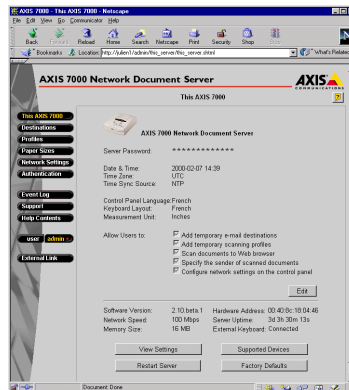 AXIS 7000 - This AXIS 7000 - Netscape
File Edit View Go Communicator Help
Back Forward Reload Home Search Netscape Print Security Shop Stop
Bookmarks Location: http://julien1/admin/this_server/this_server.shtml What's Related
AXIS 7000 Network Document Server
AXIS
COMMUNICATIONS
This AXIS 7000
?
This AXIS 7000
Destinations
Profiles
Paper Sizes
Network Settings
Authentication
Event Log
Support
Help Contents
user admin
External Link
AXIS 7000 Network Document Server
Server Password: * * * * * * * * * * * * *
Date & Time: 2000-02-07 14:39
Time Zone: UTC
Time Sync Source: NTP
Control Panel Language: French
Keyboard Layout: French
Measurement Unit: Inches
Allow Users to: Add temporary e-mail destinations
Add temporary scanning profiles
Scan documents to Web browser
Specify the sender of scanned documents
Configure network settings on the control panel
Edit
Software Version: 2.10.beta.1 Hardware Address: 00:40:8c:18:04:46
Network Speed: 100 Mbps Server Uptime: 3d 3h 30m 13s
Memory Size: 16 MB External Keyboard: Connected
View Settings Supported Devices
Restart Server Factory Defaults
Document: Done